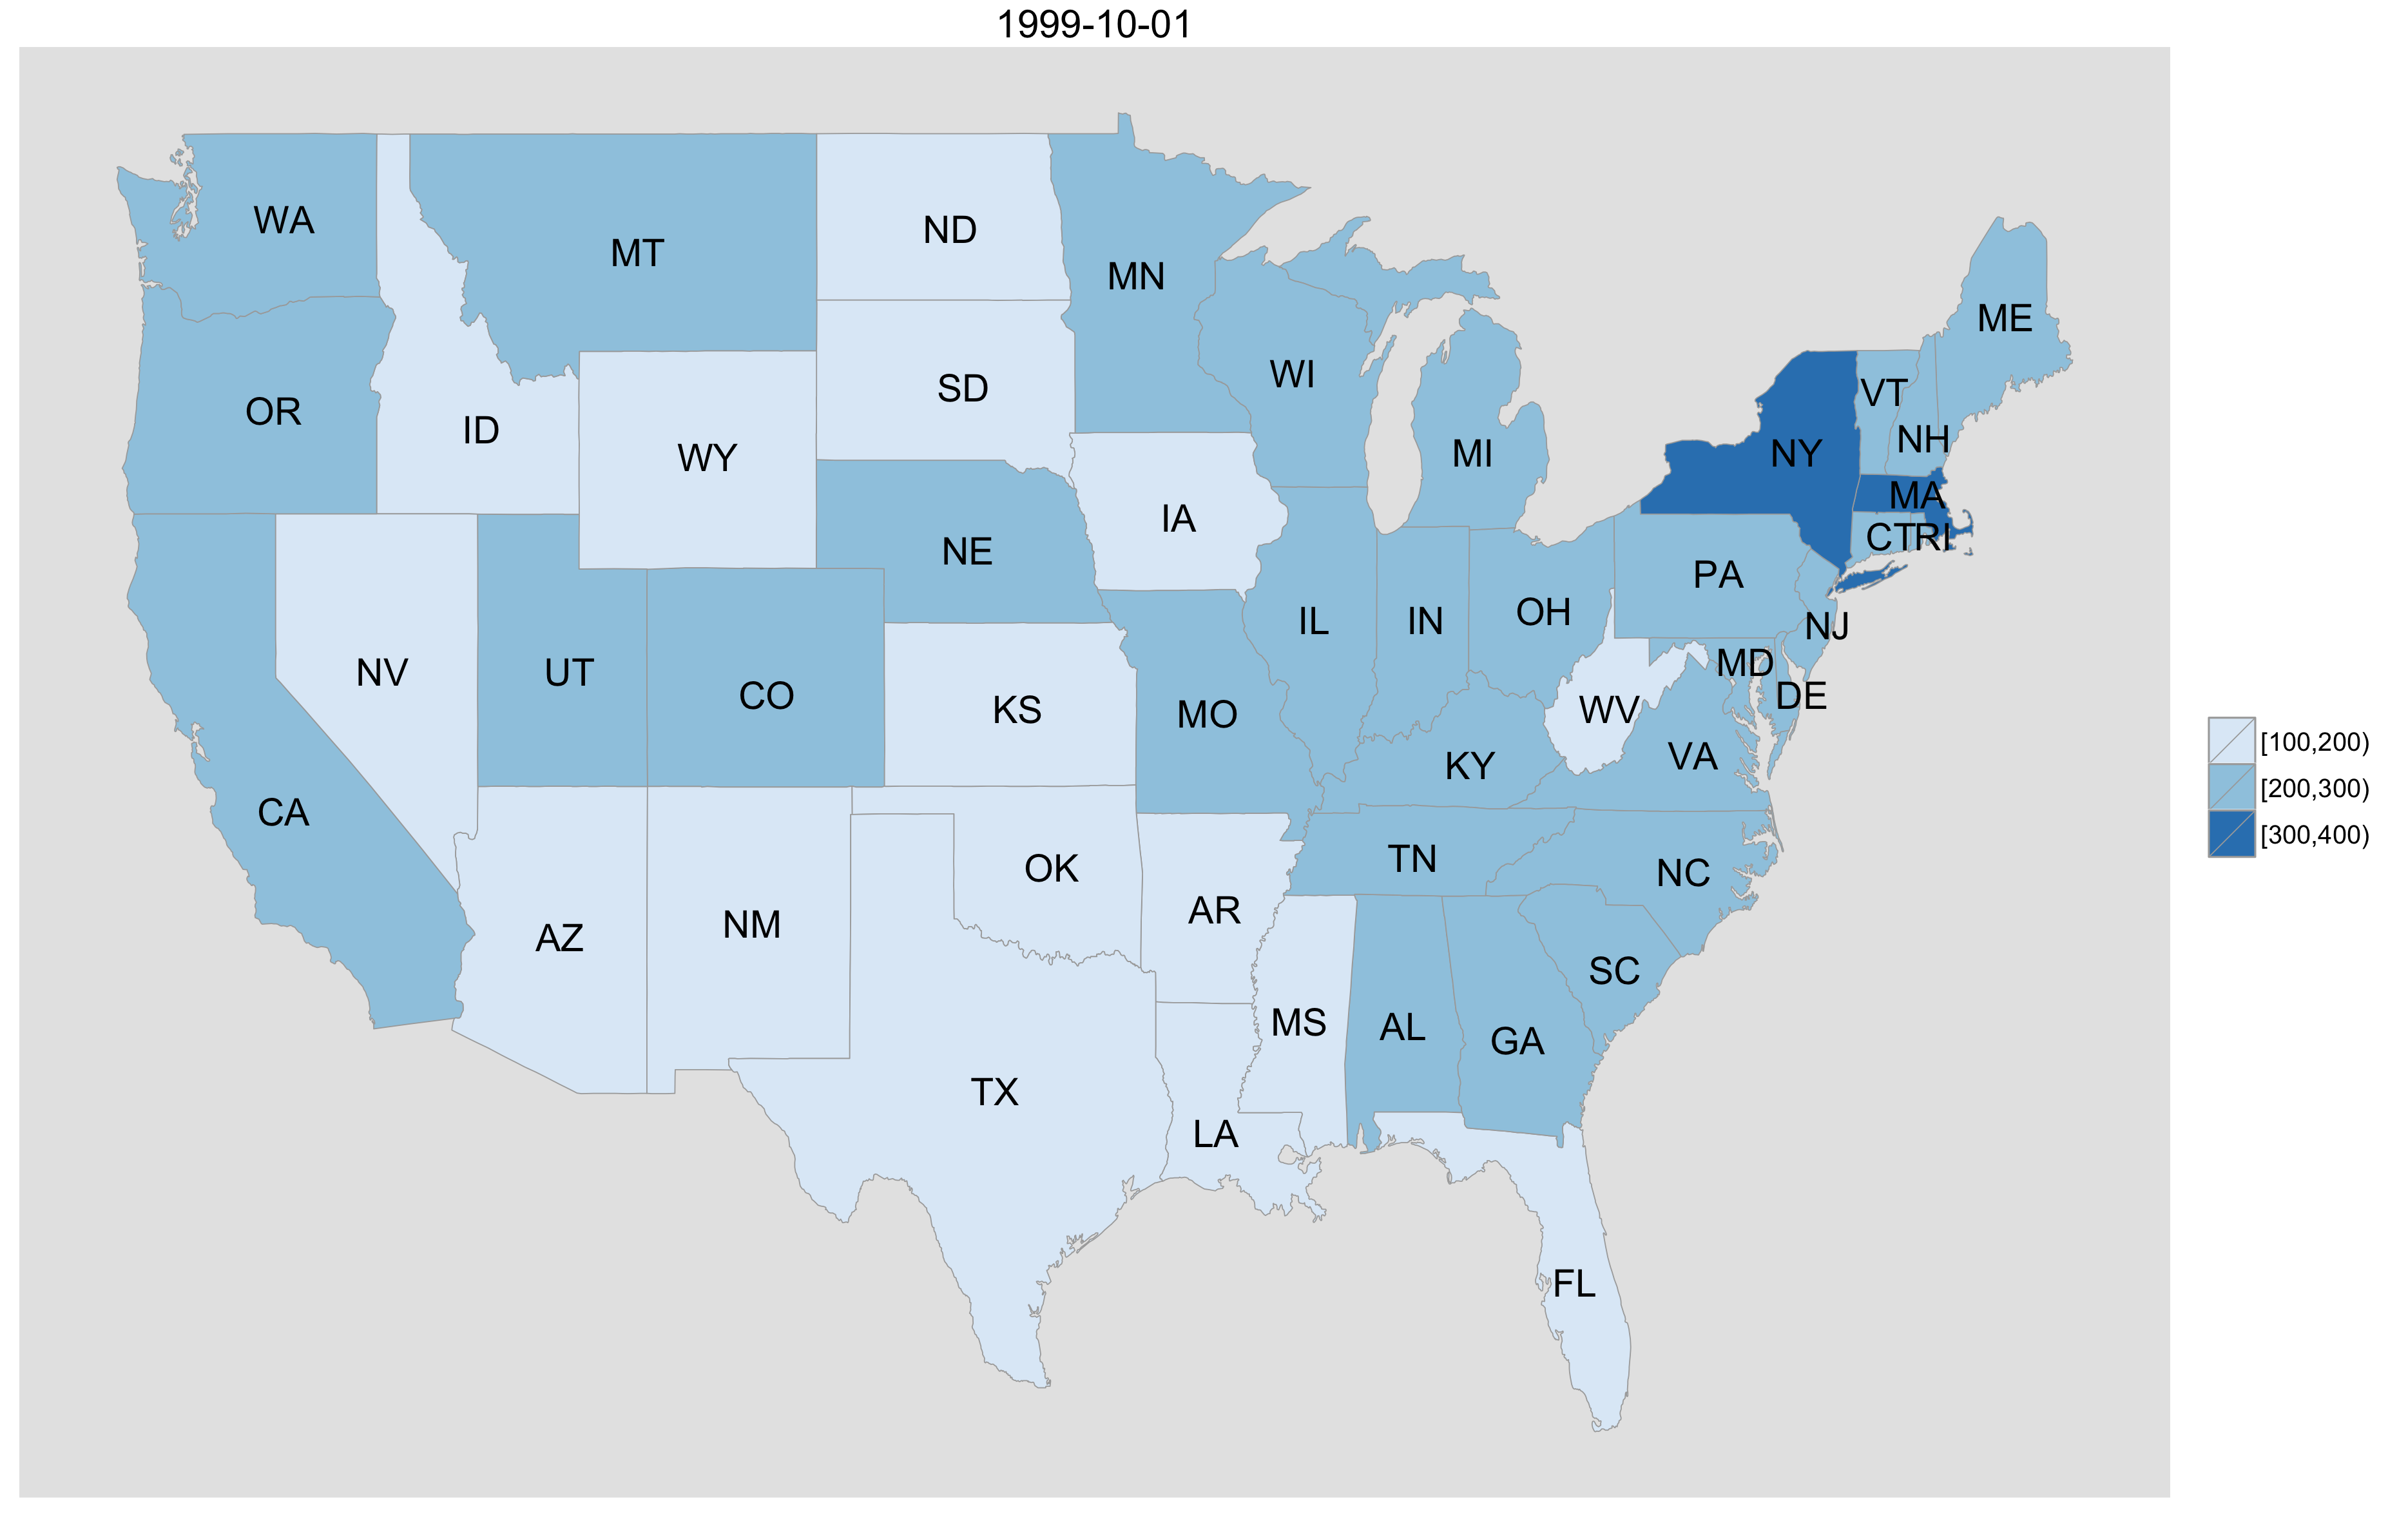 1999-10-01
WA
MT
ND
MN
ME
OR
ID
WY
SD
WI
MI
NY
VT
NH
MA
CT
RI
NE
IA
PA
NJ
NV
UT
CO
KS
MO
IL
IN
OH
WV
MD
DE
VA
KY
CA
AZ
NM
OK
AR
TN
NC
SC
TX
LA
MS
AL
GA
FL
[100,200)
[200,300)
[300,400)